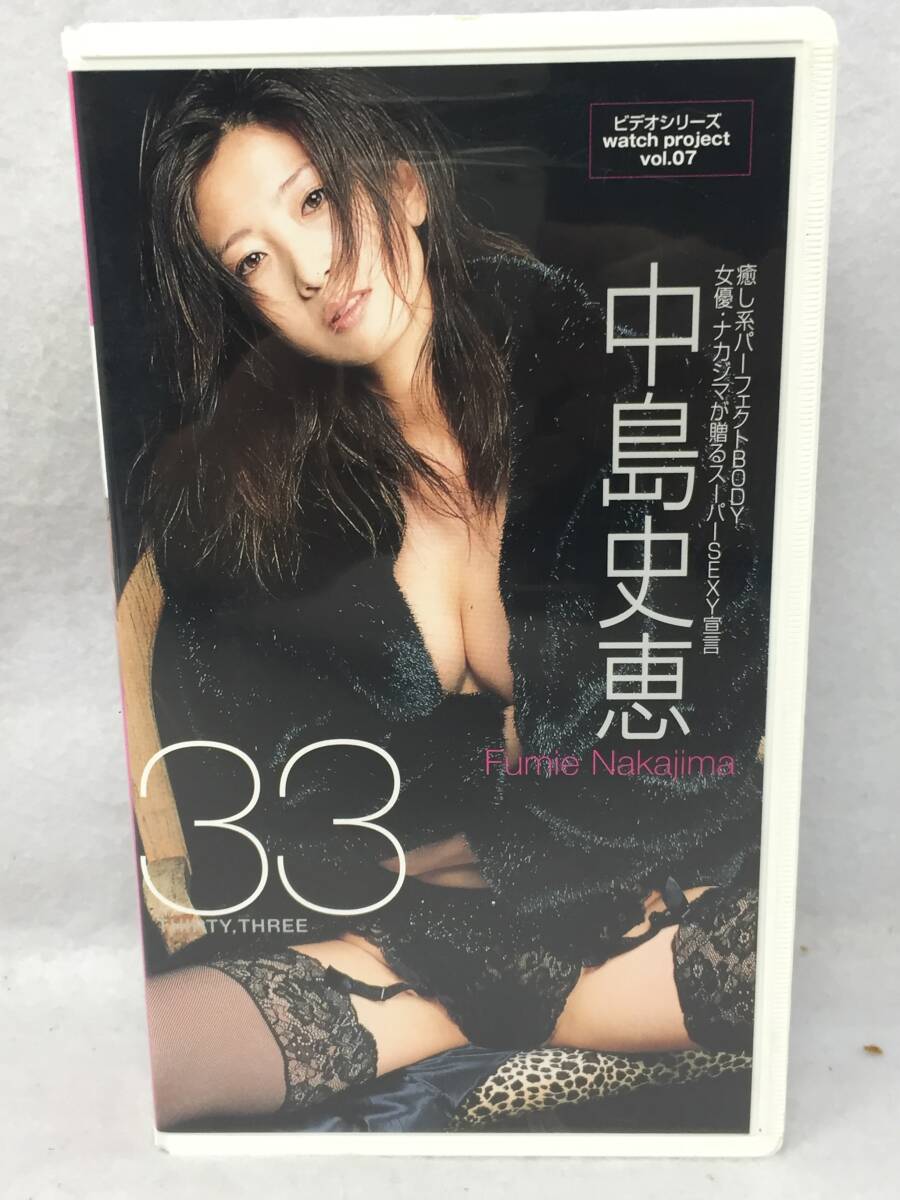 ビデオシリーズ
watch project
vol.07
癒し系パーフェクトBODY
女優・ナカジマが贈るスーパーSEXY宣言
中島史恵
Fumie Nakajima
33
THIRTY,THREE